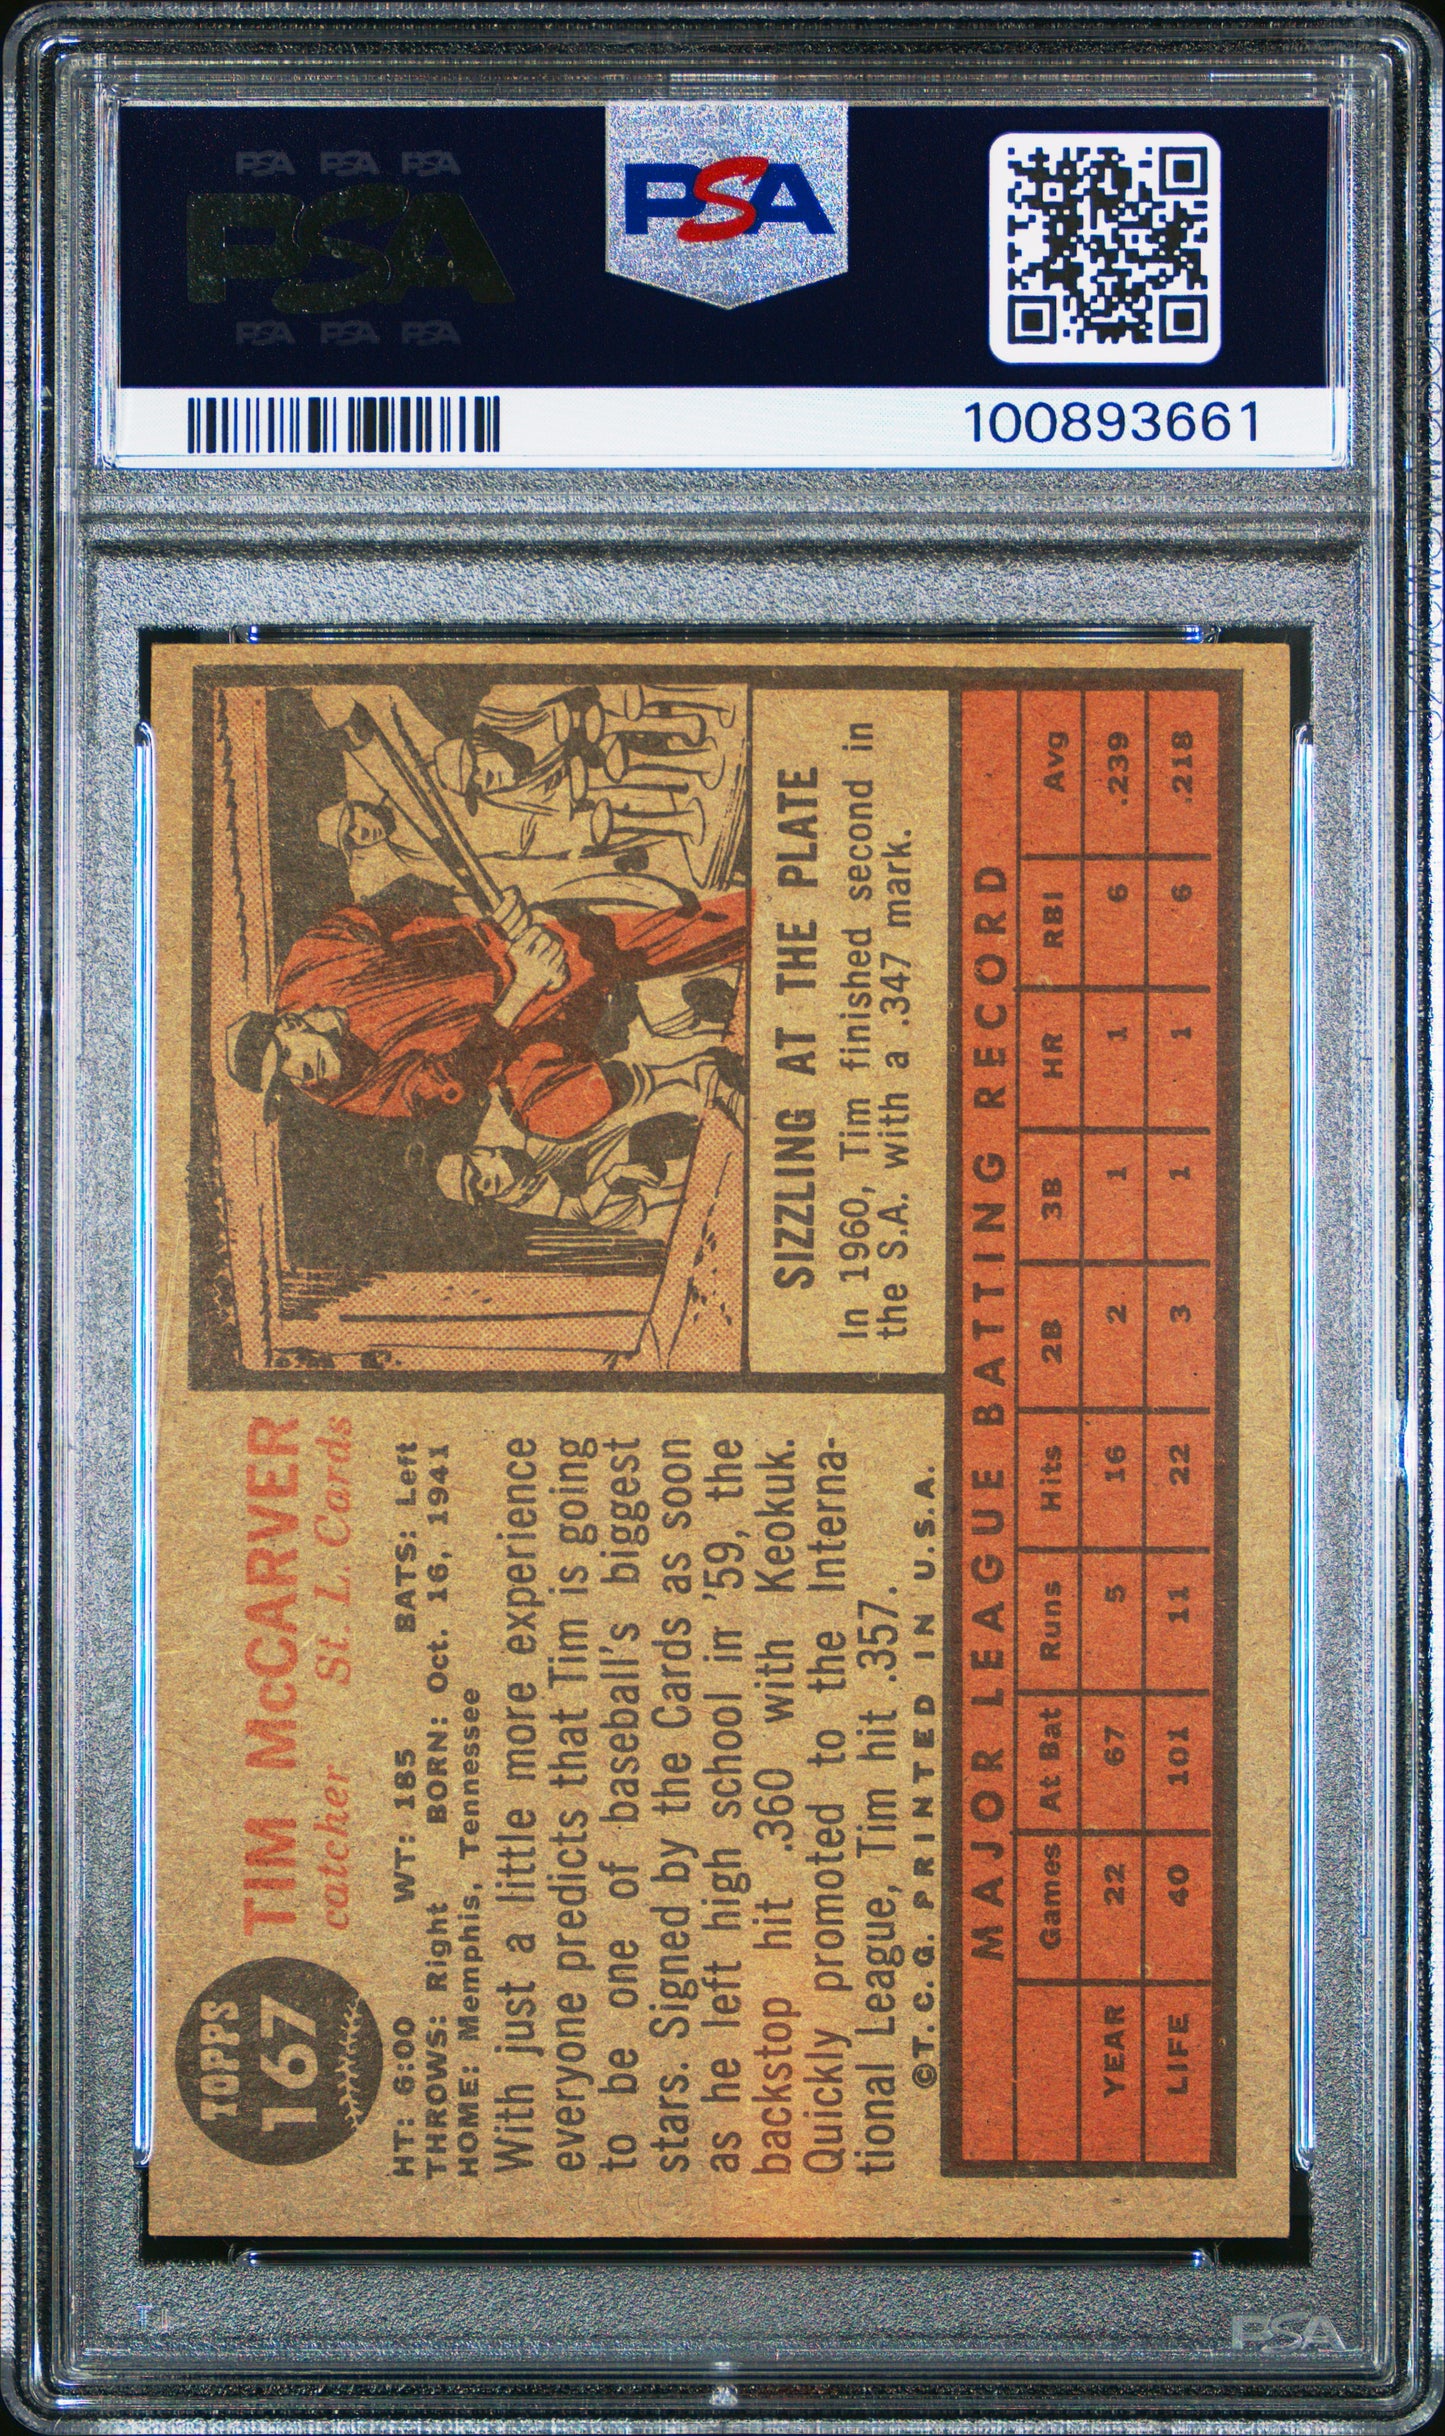 PSA PSA PSA
PSA
PSA PSA PSA
PSA
100893661
TOPPS
167
TIM McCARVER
catcher St. L. Cards
HT: 6:00 WT: 185 BATS: Left
THROWS: Right BORN: Oct. 16, 1941
HOME: Memphis, Tennessee
With just a little more experience
everyone predicts that Tim is going
to be one of baseball's biggest
stars. Signed by the Cards as soon
as he left high school in '59, the
backstop hit .360 with Keokuk.
Quickly promoted to the Interna-
tional League, Tim hit .357.
©T. C. G. PRINTED IN U.S.A.
SIZZLING AT THE PLATE
In 1960, Tim finished second in
the S.A. with a .347 mark.
MAJOR LEAGUE BATTING RECORD
Games At Bat Runs Hits 2B 3B HR RBI Avg
YEAR 22 67 5 16 2 1 1 6 .239
LIFE 40 101 11 22 3 1 1 6 .218
PSA